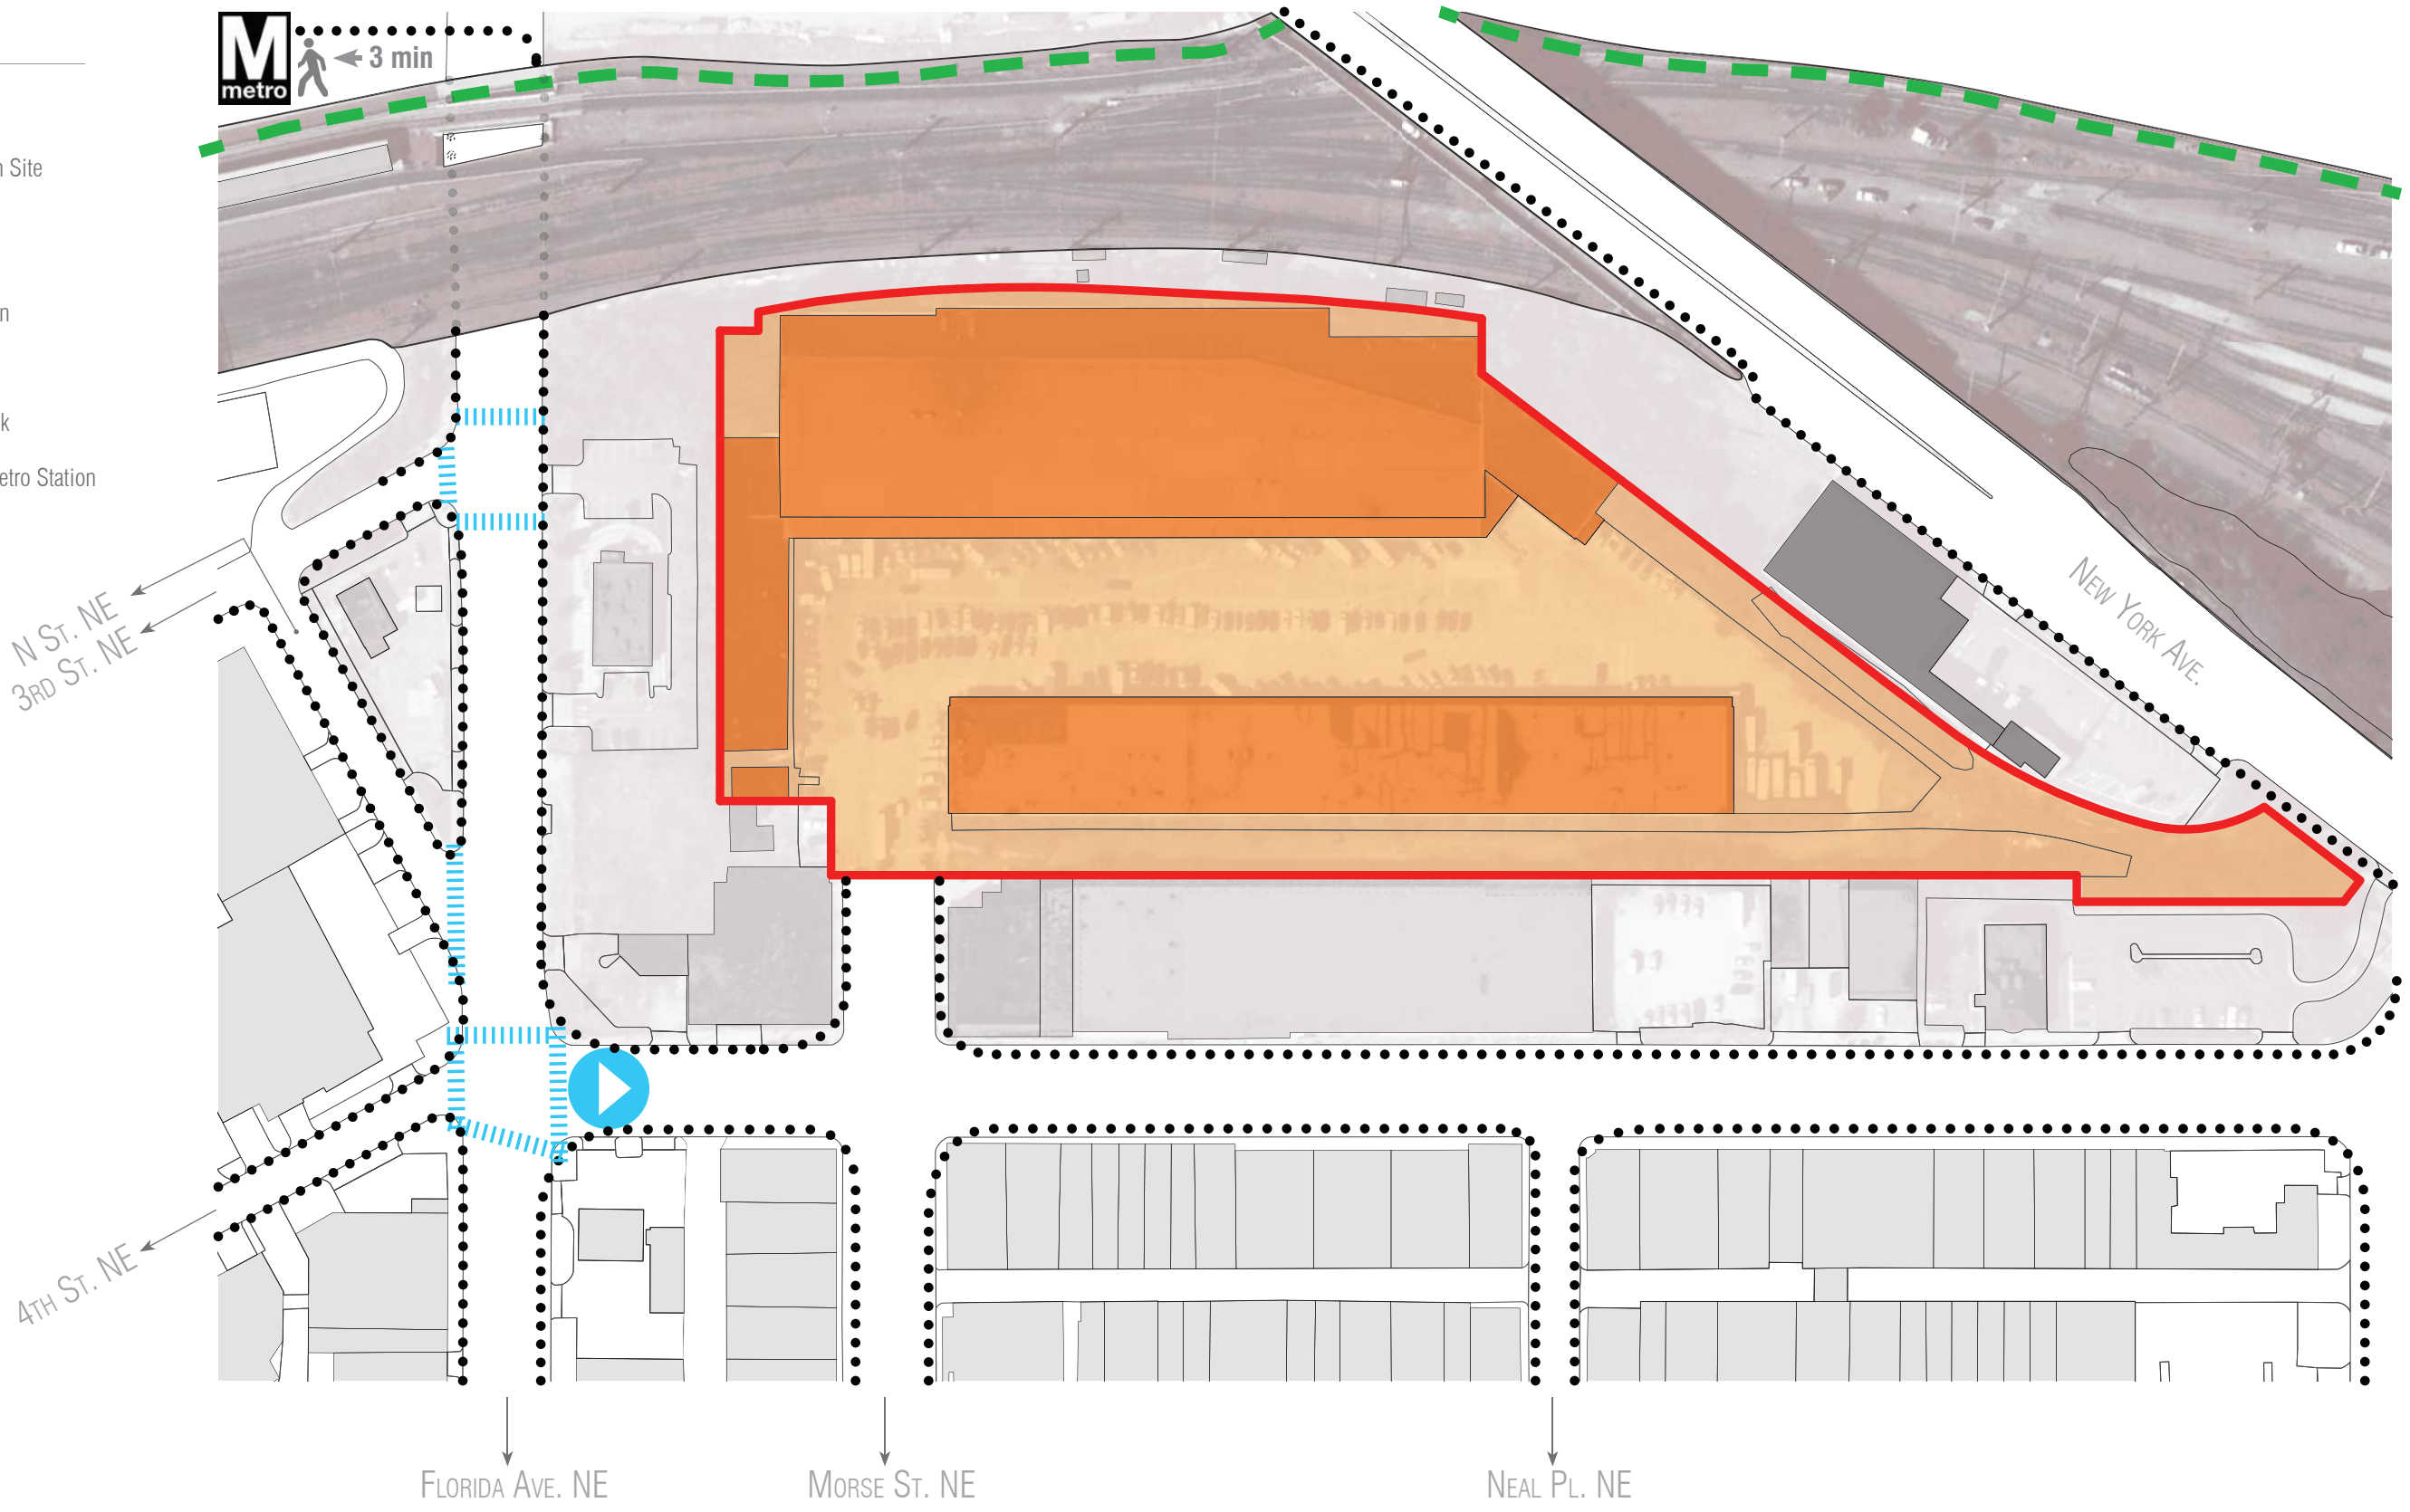 M
metro
3 min
n Site
n
k
etro Station
N St. NE
3rd St. NE
New York Ave.
4th St. NE
Florida Ave. NE
Morse St. NE
Neal Pl. NE